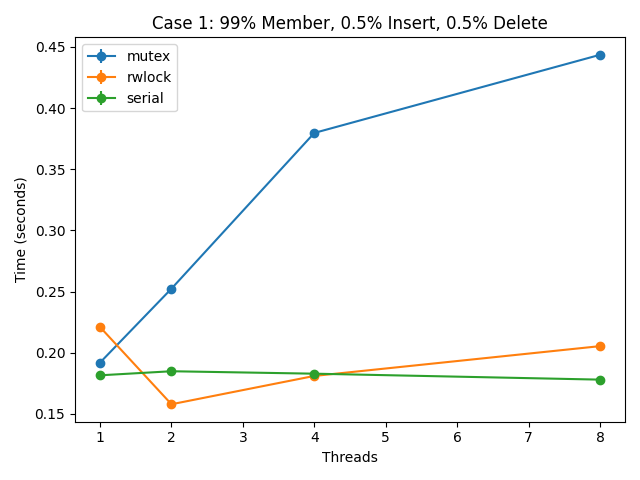 Case 1: 99% Member, 0.5% Insert, 0.5% Delete
mutex
rwlock
serial
Time (seconds)
0.45
0.40
0.35
0.30
0.25
0.20
0.15
1 2 3 4 5 6 7 8
Threads